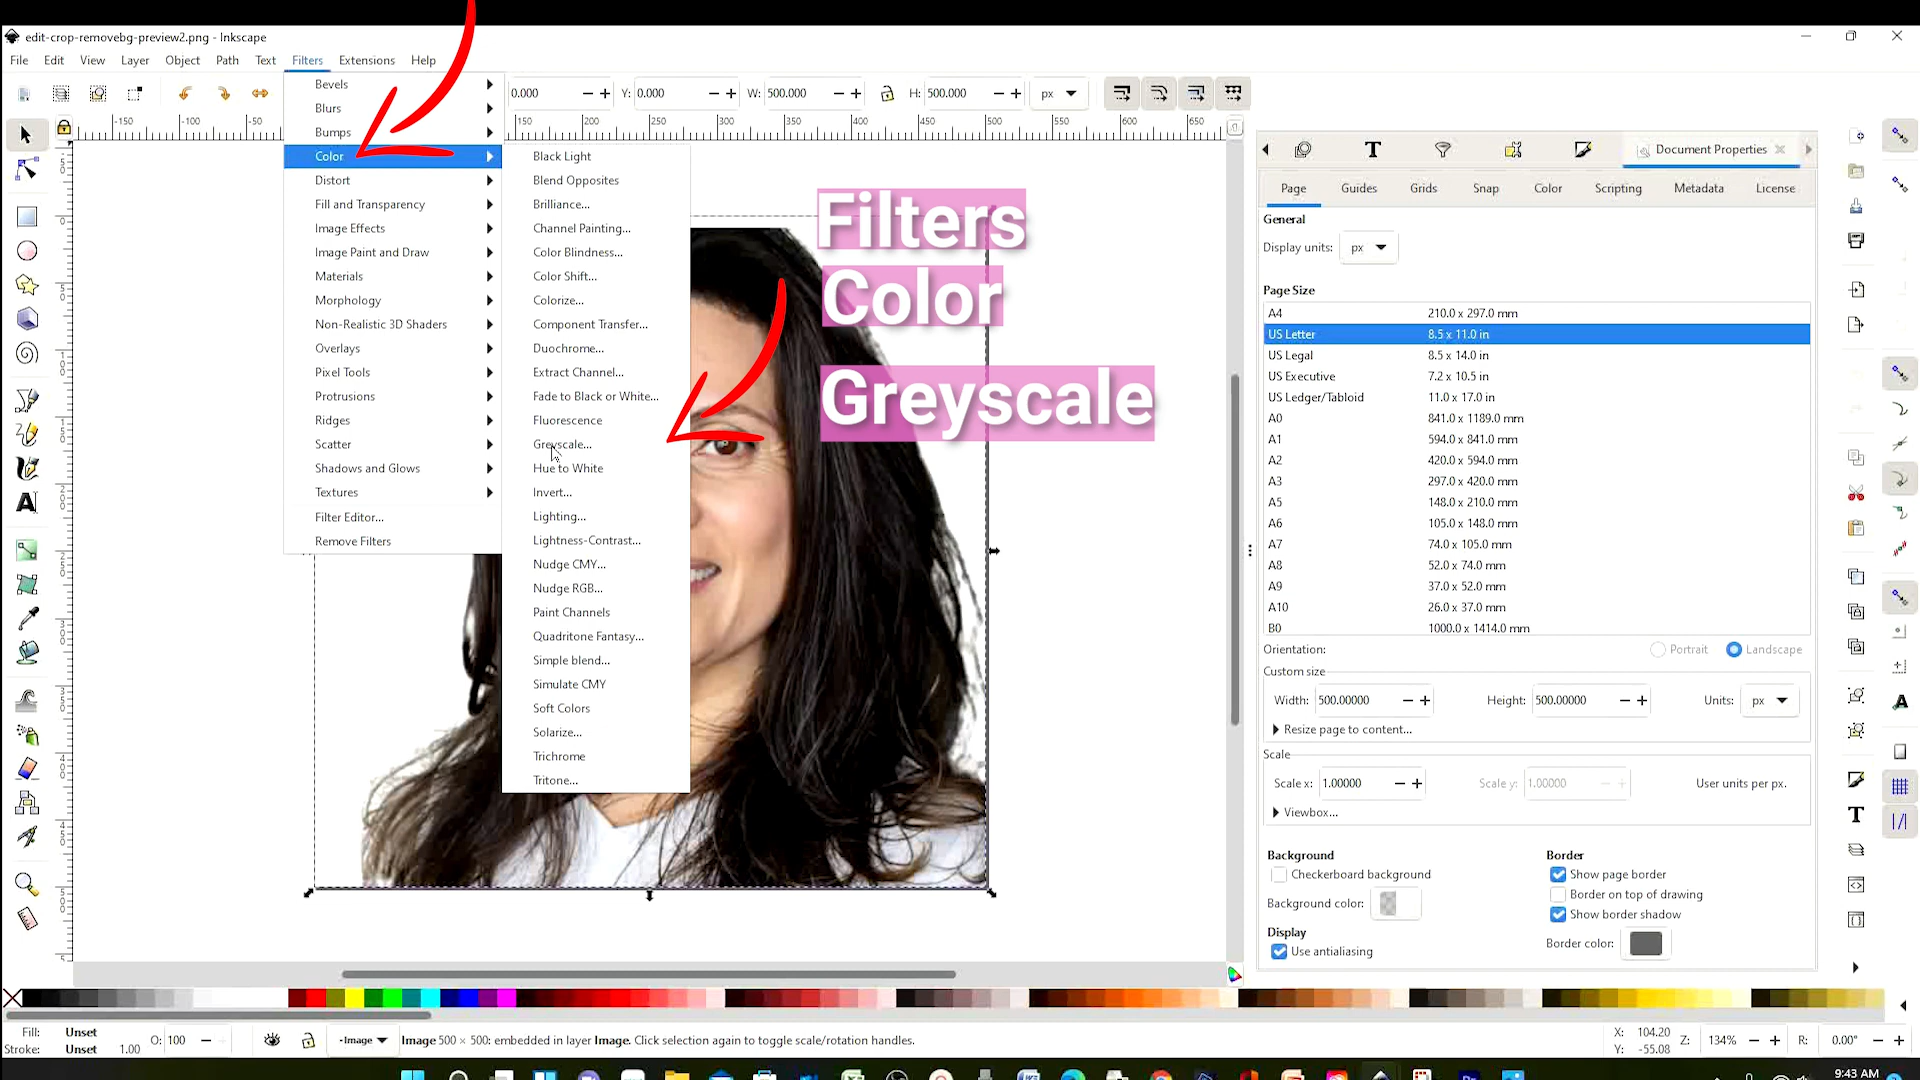 edit-crop-removebg-preview2.png - Inkscape
File Edit View Layer Object Path Text Filters Extensions Help
0.000 Y: 0.000 W: 500.000 H: 500.000 px
-150 -100 -50 150 200 250 300 350 400 450 500 550 600 650
Bevels
Blurs
Bumps
Color
Distort
Fill and Transparency
Image Effects
Image Paint and Draw
Materials
Morphology
Non-Realistic 3D Shaders
Overlays
Pixel Tools
Protrusions
Ridges
Scatter
Shadows and Glows
Textures
Filter Editor...
Remove Filters
Black Light
Blend Opposites
Brilliance...
Channel Painting...
Color Blindness...
Color Shift...
Colorize...
Component Transfer...
Duochrome...
Extract Channel...
Fade to Black or White...
Fluorescence
Greyscale...
Hue to White
Invert...
Lighting...
Lightness-Contrast...
Nudge CMY...
Nudge RGB...
Paint Channels
Quadritone Fantasy...
Simple blend...
Simulate CMY
Soft Colors
Solarize...
Trichrome
Tritone...
Filters
Color
Greyscale
Document Properties
Page Guides Grids Snap Color Scripting Metadata License
General
Display units: px
Page Size
A4 210.0 x 297.0 mm
US Letter 8.5 x 11.0 in
US Legal 8.5 x 14.0 in
US Executive 7.2 x 10.5 in
US Ledger/Tabloid 11.0 x 17.0 in
A0 841.0 x 1189.0 mm
A1 594.0 x 841.0 mm
A2 420.0 x 594.0 mm
A3 297.0 x 420.0 mm
A5 148.0 x 210.0 mm
A6 105.0 x 148.0 mm
A7 74.0 x 105.0 mm
A8 52.0 x 74.0 mm
A9 37.0 x 52.0 mm
A10 26.0 x 37.0 mm
B0 1000.0 x 1414.0 mm
Orientation: Portrait Landscape
Custom size
Width: 500.00000 Height: 500.00000 Units: px
Resize page to content...
Scale
Scale x: 1.00000 Scale y: 1.00000 User units per px.
Viewbox...
Background Border
Checkerboard background Show page border
Border on top of drawing
Background color: Show border shadow
Display
Border color:
Use antialiasing
Fill: Unset
Stroke: Unset 1.00
O: 100
-Image
Image 500 × 500: embedded in layer Image. Click selection again to toggle scale/rotation handles.
X: 104.20
Y: -55.08
Z: 134% R: 0.00°
9:43 AM